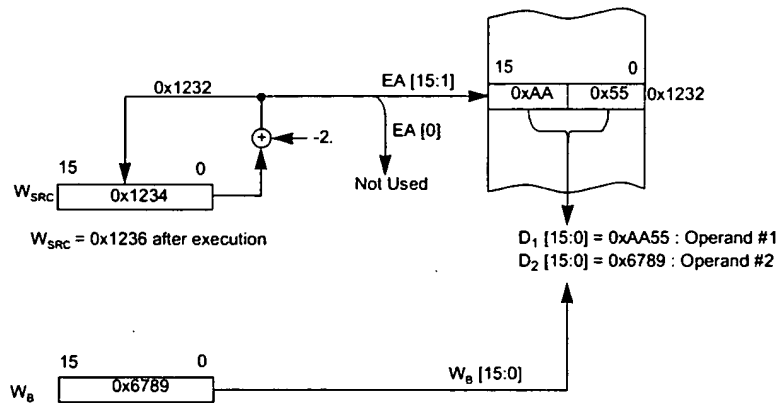 15 0
0x1232 EA [15:1] 0xAA 0x55 0x1232
EA [0]
+ -2.
15 0 Not Used
W_SRC 0x1234
W_SRC = 0x1236 after execution
D_1 [15:0] = 0xAA55 : Operand #1
D_2 [15:0] = 0x6789 : Operand #2
15 0 W_B [15:0]
W_B 0x6789